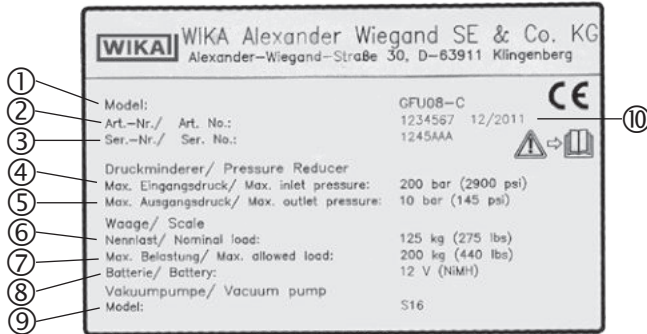 WIKA WIKA Alexander Wiegand SE & Co. KG
Alexander-Wiegand-Straße 30, D-63911 Klingenberg
① Model: GFU08-C CE
② Art.-Nr./ Art. No.: 1234567 12/2011 ⑩
③ Ser.-Nr./ Ser. No.: 1245AAA
Druckminderer/ Pressure Reducer
④ Max. Eingangsdruck/ Max. inlet pressure: 200 bar (2900 psi)
⑤ Max. Ausgangsdruck/ Max. outlet pressure: 10 bar (145 psi)
Waage/ Scale
⑥ Nennlast/ Nominal load: 125 kg (275 lbs)
⑦ Max. Belastung/ Max. allowed load: 200 kg (440 lbs)
⑧ Batterie/ Battery: 12 V (NiMH)
Vakuumpumpe/ Vacuum pump
⑨ Model: S16